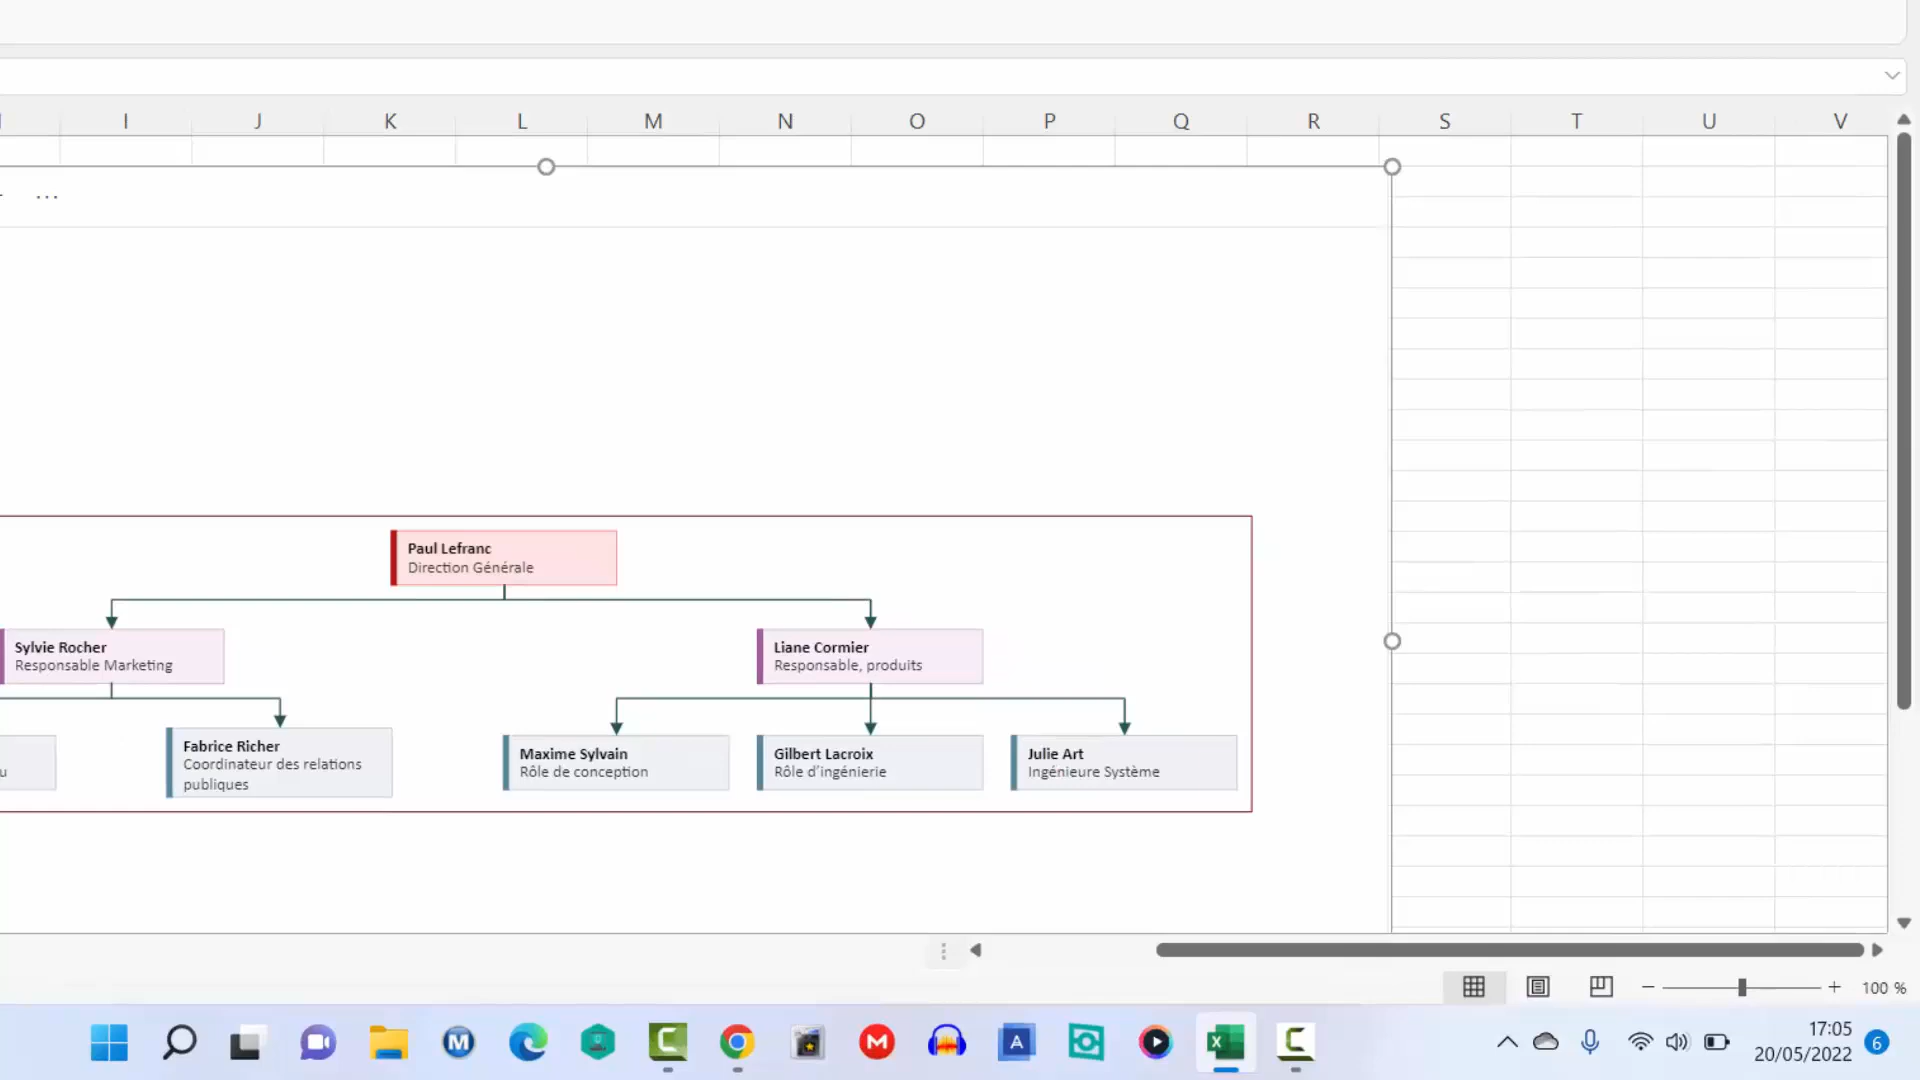 I J K L M N O P Q R S T U V
...
Paul Lefranc
Direction Générale
Sylvie Rocher
Responsable Marketing
Liane Cormier
Responsable, produits
u
Fabrice Richer
Coordinateur des relations
publiques
Maxime Sylvain
Rôle de conception
Gilbert Lacroix
Rôle d'ingénierie
Julie Art
Ingénieure Système
100 %
17:05
20/05/2022
6